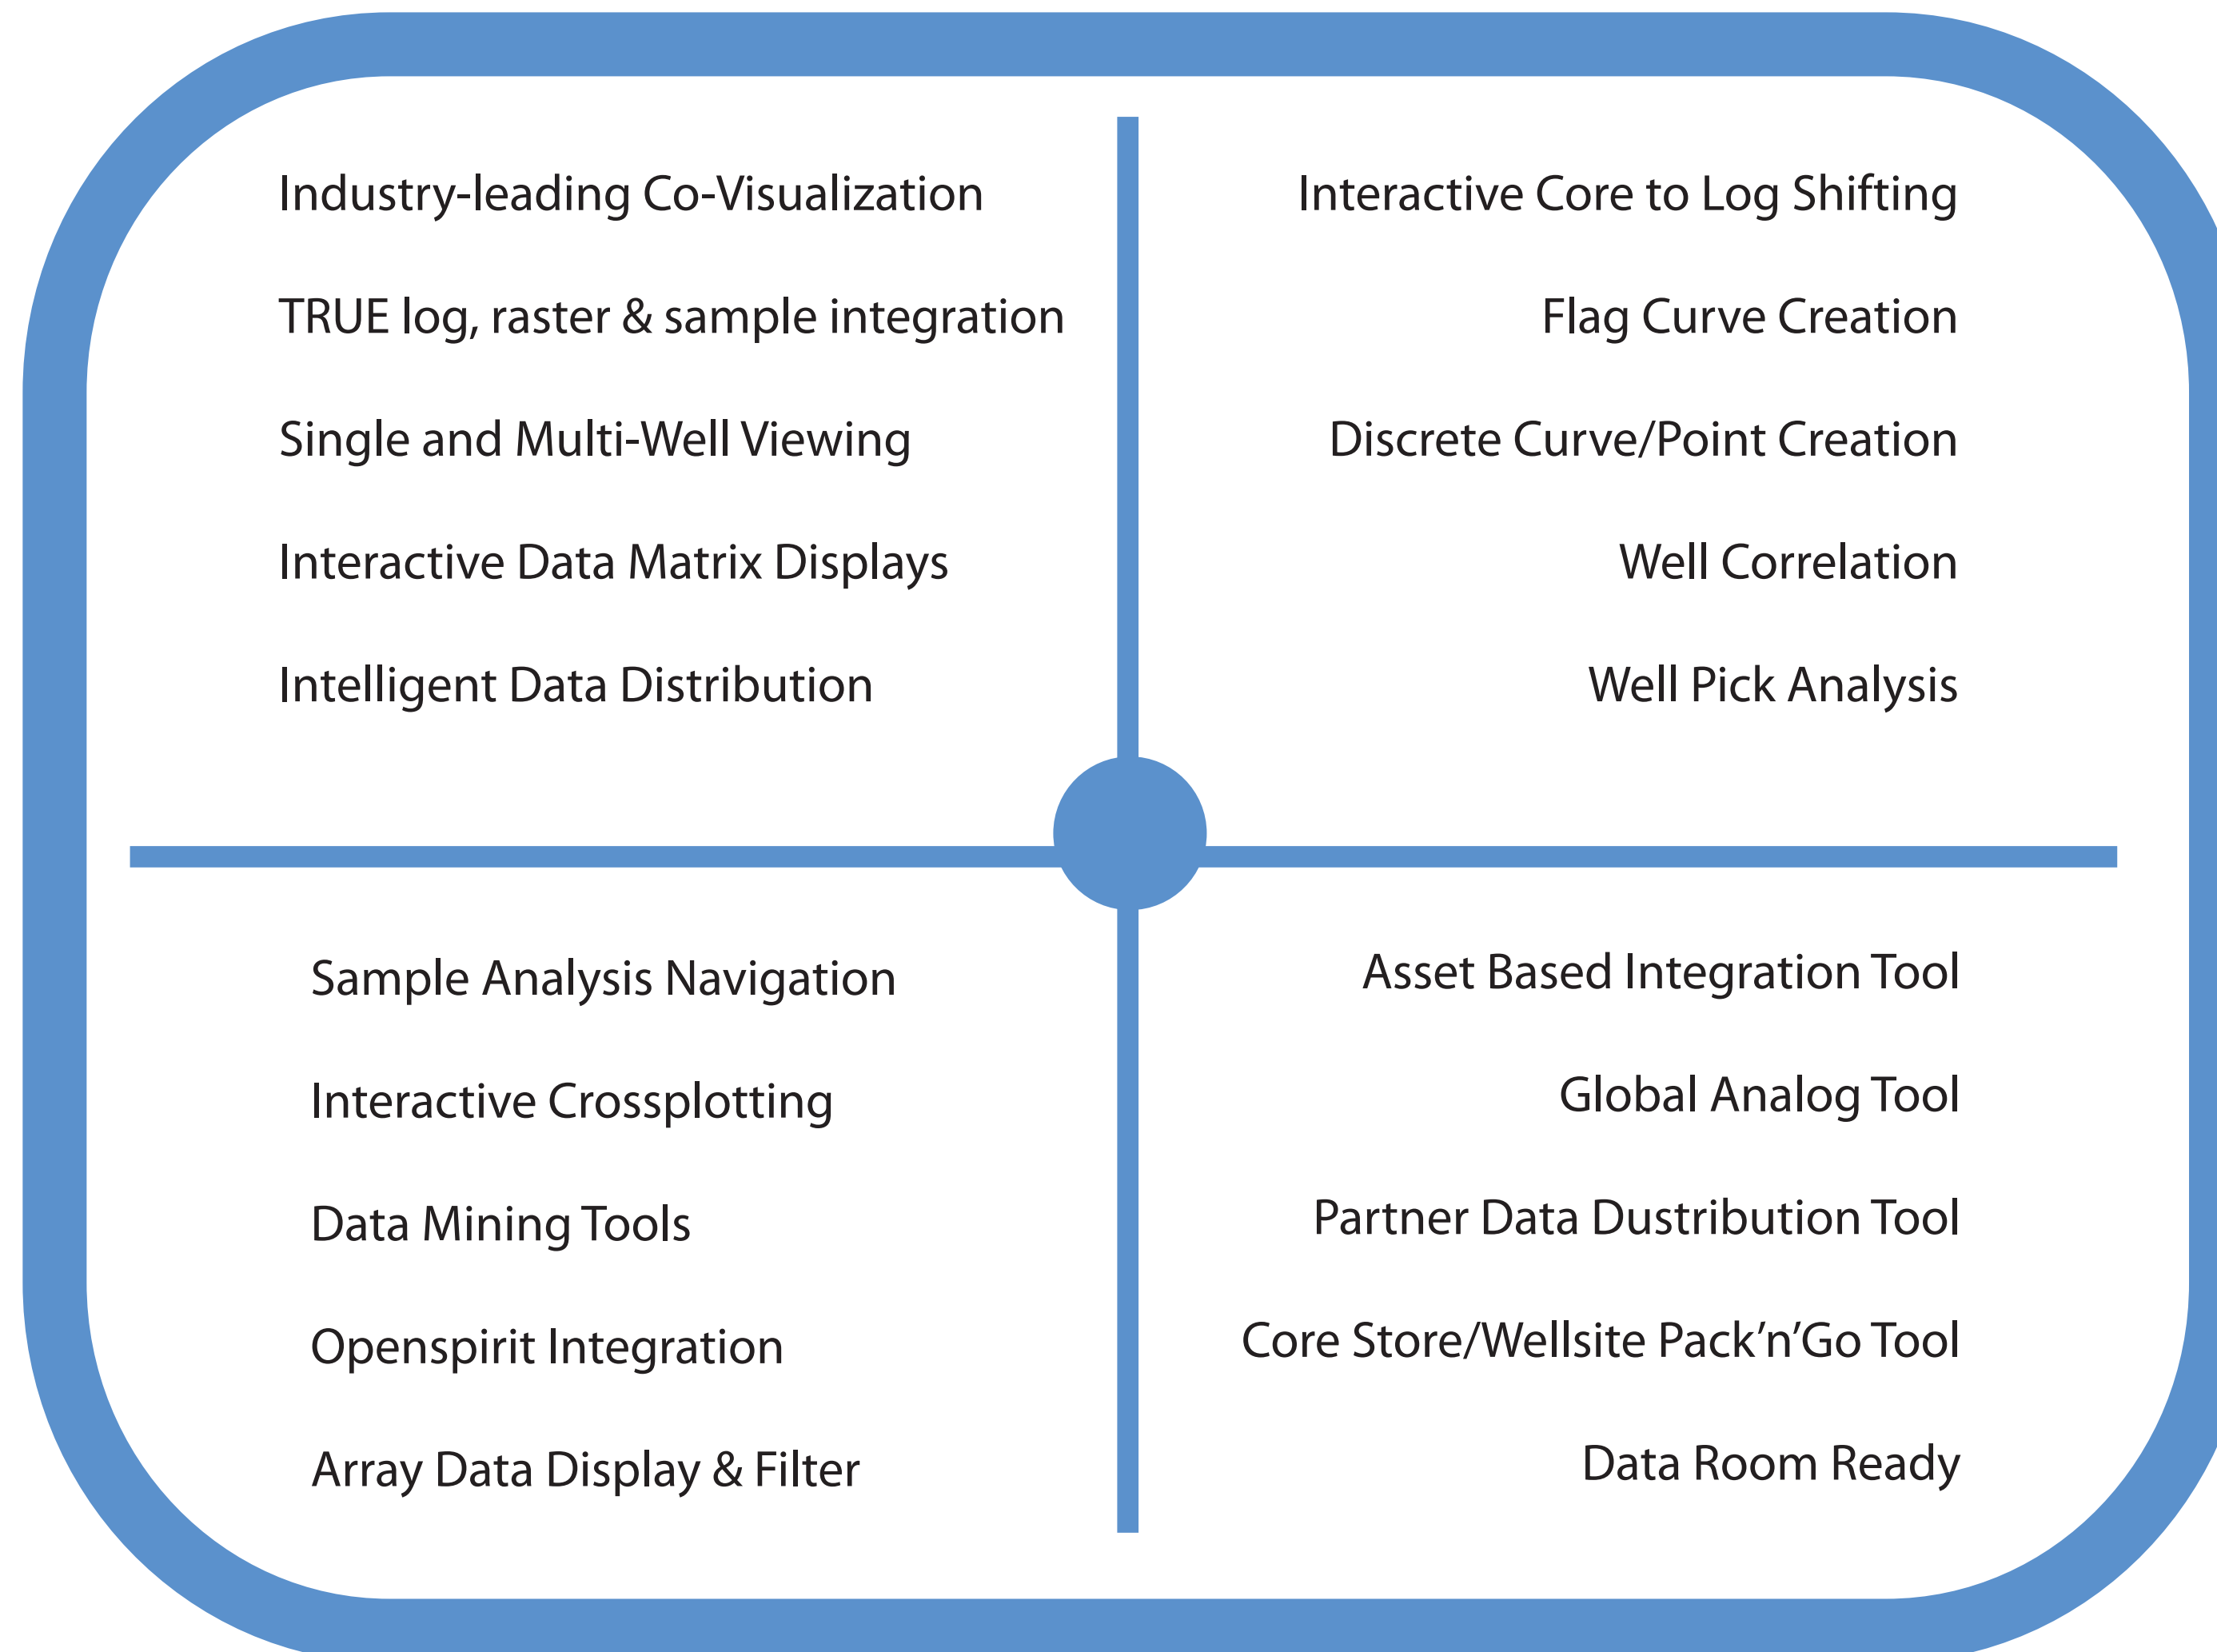 Industry-leading Co-Visualization
TRUE log, raster & sample integration
Single and Multi-Well Viewing
Interactive Data Matrix Displays
Intelligent Data Distribution
Interactive Core to Log Shifting
Flag Curve Creation
Discrete Curve/Point Creation
Well Correlation
Well Pick Analysis
Sample Analysis Navigation
Interactive Crossplotting
Data Mining Tools
Openspirit Integration
Array Data Display & Filter
Asset Based Integration Tool
Global Analog Tool
Partner Data Dustribution Tool
Core Store/Wellsite Pack’n’Go Tool
Data Room Ready